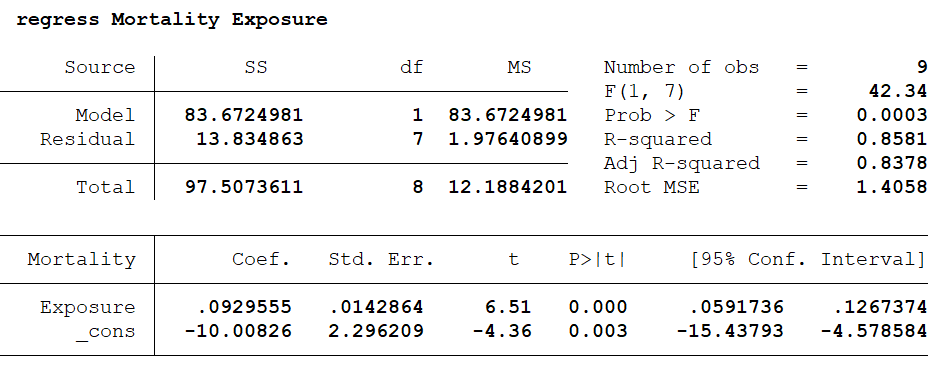 regress Mortality Exposure
Source SS df MS Number of obs = 9
F(1, 7) = 42.34
Model 83.6724981 1 83.6724981 Prob > F = 0.0003
Residual 13.834863 7 1.97640899 R-squared = 0.8581
Adj R-squared = 0.8378
Total 97.5073611 8 12.1884201 Root MSE = 1.4058
Mortality Coef. Std. Err. t P>|t| [95% Conf. Interval]
Exposure .0929555 .0142864 6.51 0.000 .0591736 .1267374
_cons -10.00826 2.296209 -4.36 0.003 -15.43793 -4.578584